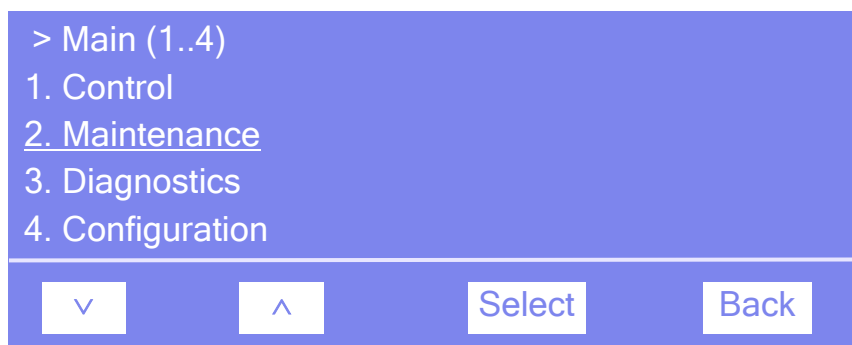 > Main (1..4)
1. Control
2. Maintenance
3. Diagnostics
4. Configuration
∨ ∧ Select Back